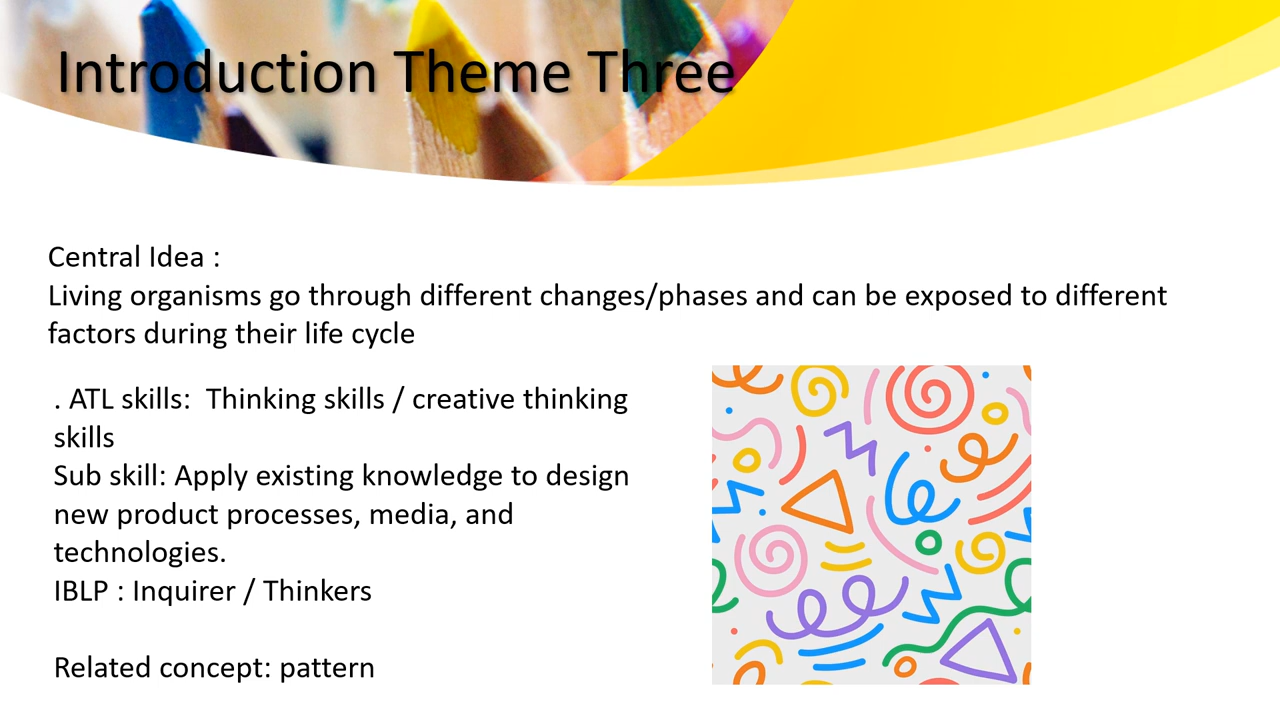 Introduction Theme Three
Central Idea :
Living organisms go through different changes/phases and can be exposed to different
factors during their life cycle
. ATL skills:  Thinking skills / creative thinking
skills
Sub skill: Apply existing knowledge to design
new product processes, media, and
technologies.
IBLP : Inquirer / Thinkers
Related concept: pattern